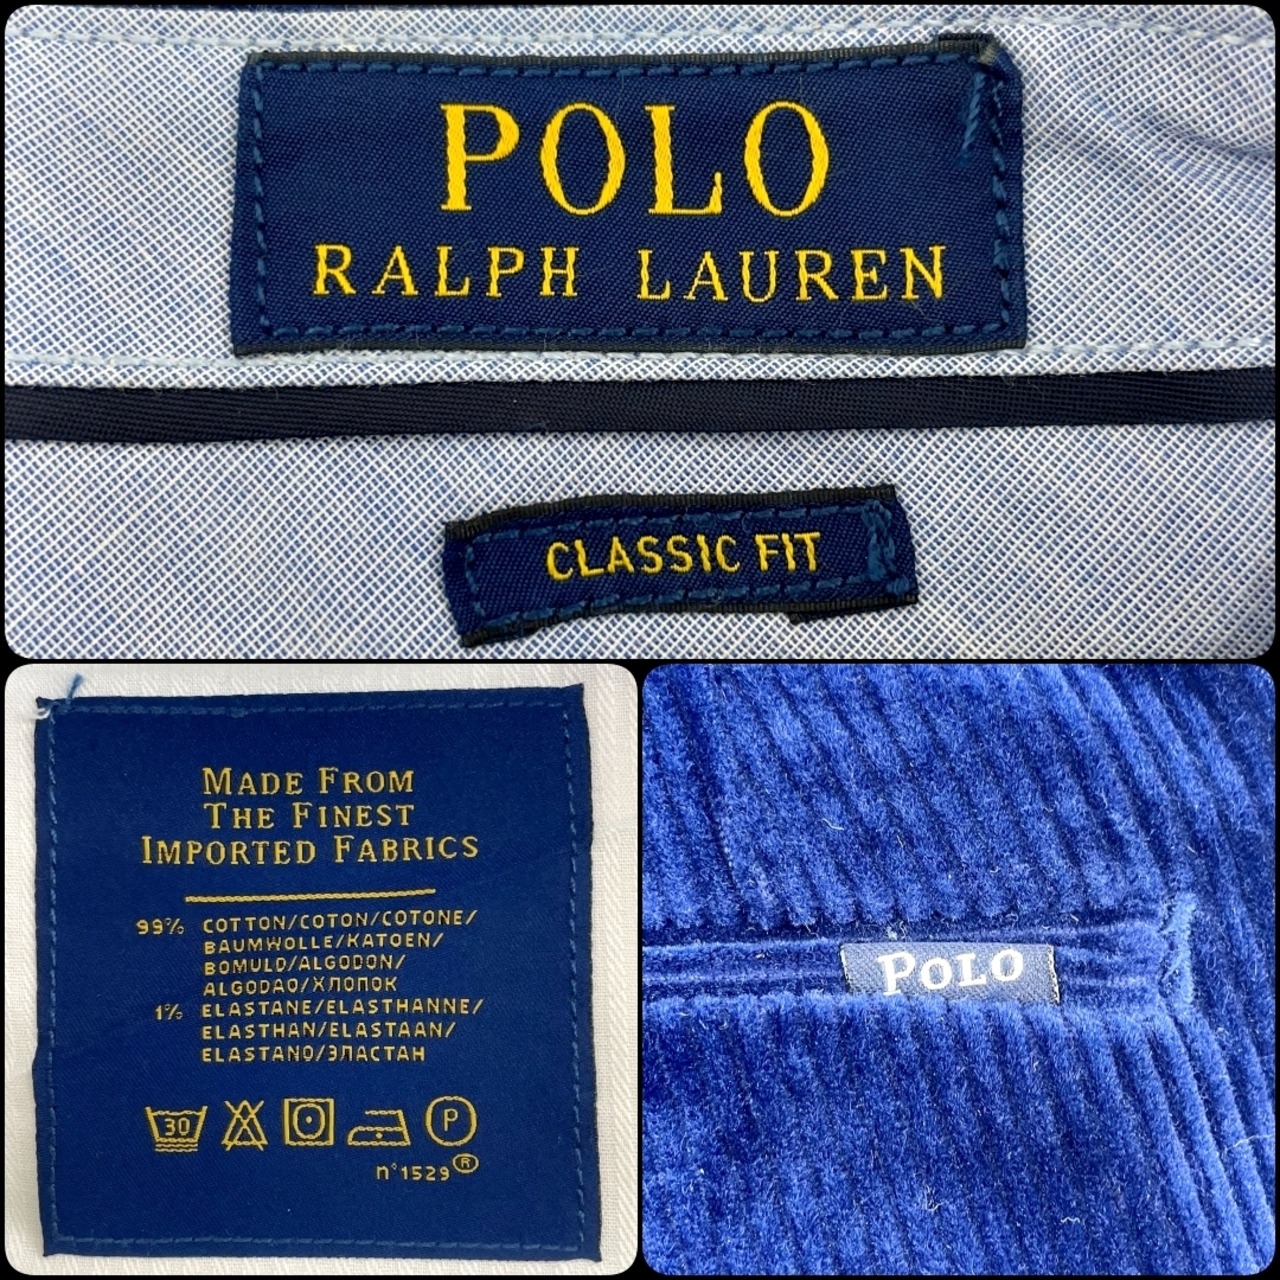 POLO
RALPH LAUREN
CLASSIC FIT
MADE FROM
THE FINEST
IMPORTED FABRICS
99% COTTON/COTON/COTONE/
BAUMWOLLE/KATOEN/
BOMULD/ALGODON/
ALGODAO/ХЛОПОК
1% ELASTANE/ELASTHANNE/
ELASTHAN/ELASTAAN/
ELASTANO/ЭЛАСТАН
30 P
n°1529®
POLO